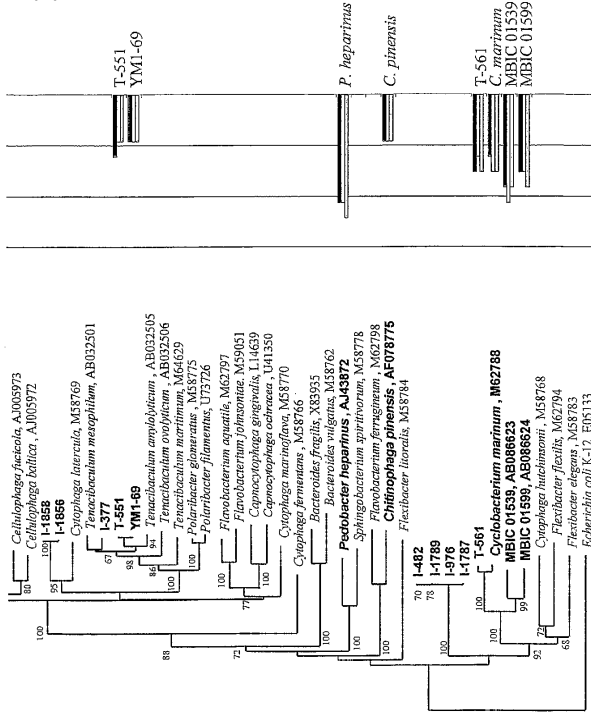 Cellulophaga fucicola, AJ005973
Cellulophaga baltica, AJ005972
I-1858
I-1856
Cytophaga latercula, M58769
Tenacibaculum mesophilum, AB032501
I-377
T-551
YM1-69
Tenacibaculum amylolyticum, AB032505
Tenacibaculum ovolyticum, AB032506
Tenacibaculum maritimum, M64629
Polaribacter glomeratus, M58775
Polaribacter filamentus, U73726
Flavobacterium aquatile, M62797
Flavobacterium johnsoniae, M59051
Capnocytophaga gingivalis, L14639
Capnocytophaga ochracea, U41350
Cytophaga marinoflava, M58770
Cytophaga fermentans, M58766
Bacteroides fragilis, X83935
Bacteroides vulgatus, M58762
Pedobacter heparinus, AJ43872
Sphingobacterium spiritivorum, M58778
Flavobacterium ferrugineum, M62798
Chitinophaga pinensis, AF078775
Flexibacter litoralis, M58784
I-482
I-1789
I-976
I-1787
T-561
Cyclobacterium marinum, M62788
MBIC 01539, AB086623
MBIC 01599, AB086624
Cytophaga hutchinsonii, M58768
Flexibacter flexilis, M62794
Flexibacter elegans, M58783
Escherichia coli K-12, E05133
80
100
95
67
98
94
86
100
100
77
100
100
88
72
100
100
100
70
78
100
100
99
100
92
72
68
T-551
YM1-69
P. heparinus
C. pinensis
T-561
C. marinum
MBIC 01539
MBIC 01599